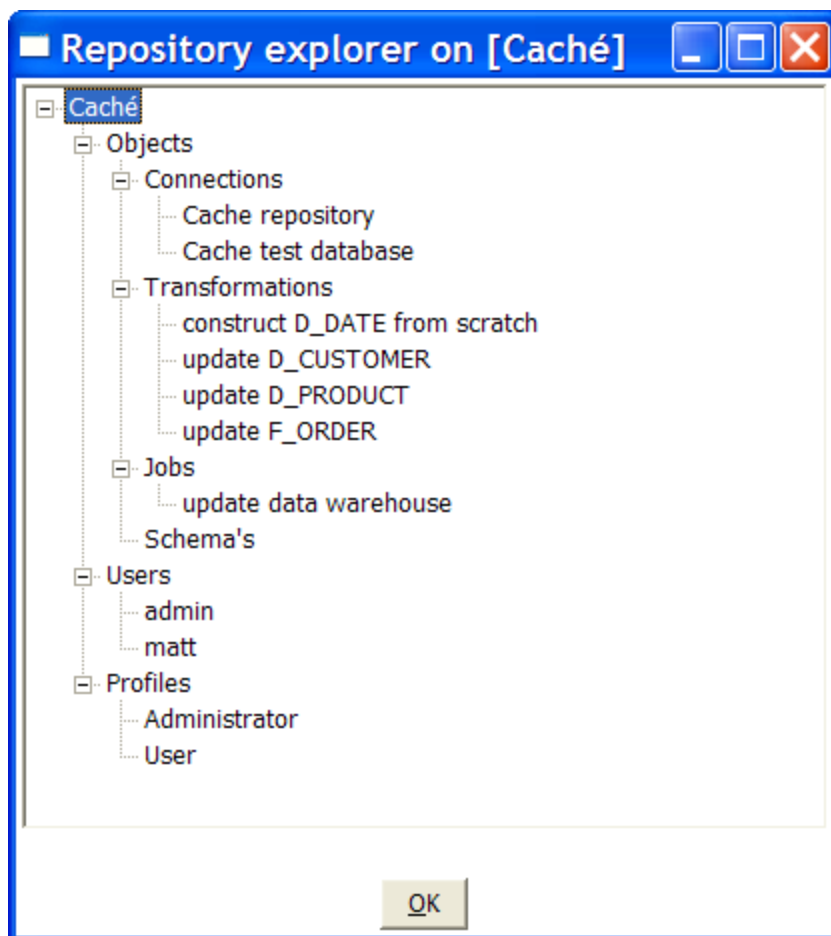 Repository explorer on [Caché]
Caché
Objects
Connections
Cache repository
Cache test database
Transformations
construct D_DATE from scratch
update D_CUSTOMER
update D_PRODUCT
update F_ORDER
Jobs
update data warehouse
Schema's
Users
admin
matt
Profiles
Administrator
User
OK